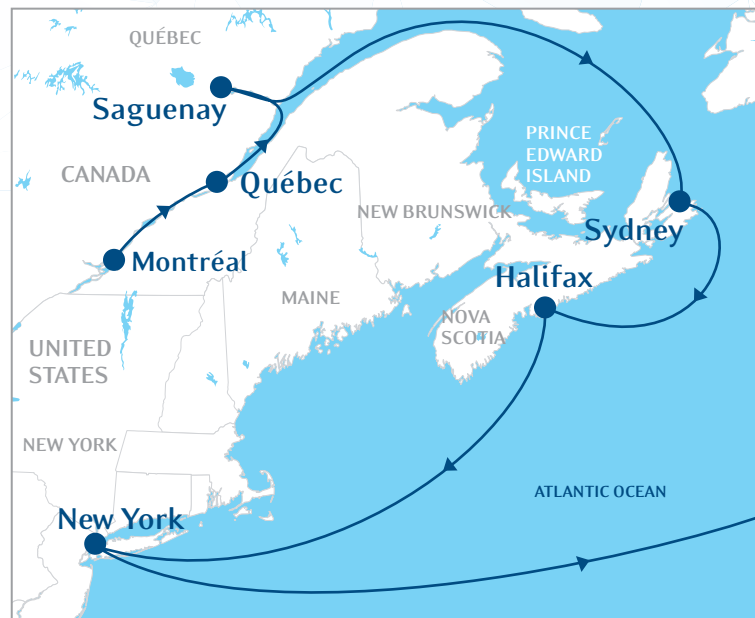 QUÉBEC
Saguenay
CANADA
Québec
Montréal
PRINCE
EDWARD
ISLAND
NEW BRUNSWICK
Sydney
Halifax
MAINE
NOVA
SCOTIA
UNITED
STATES
NEW YORK
ATLANTIC OCEAN
New York